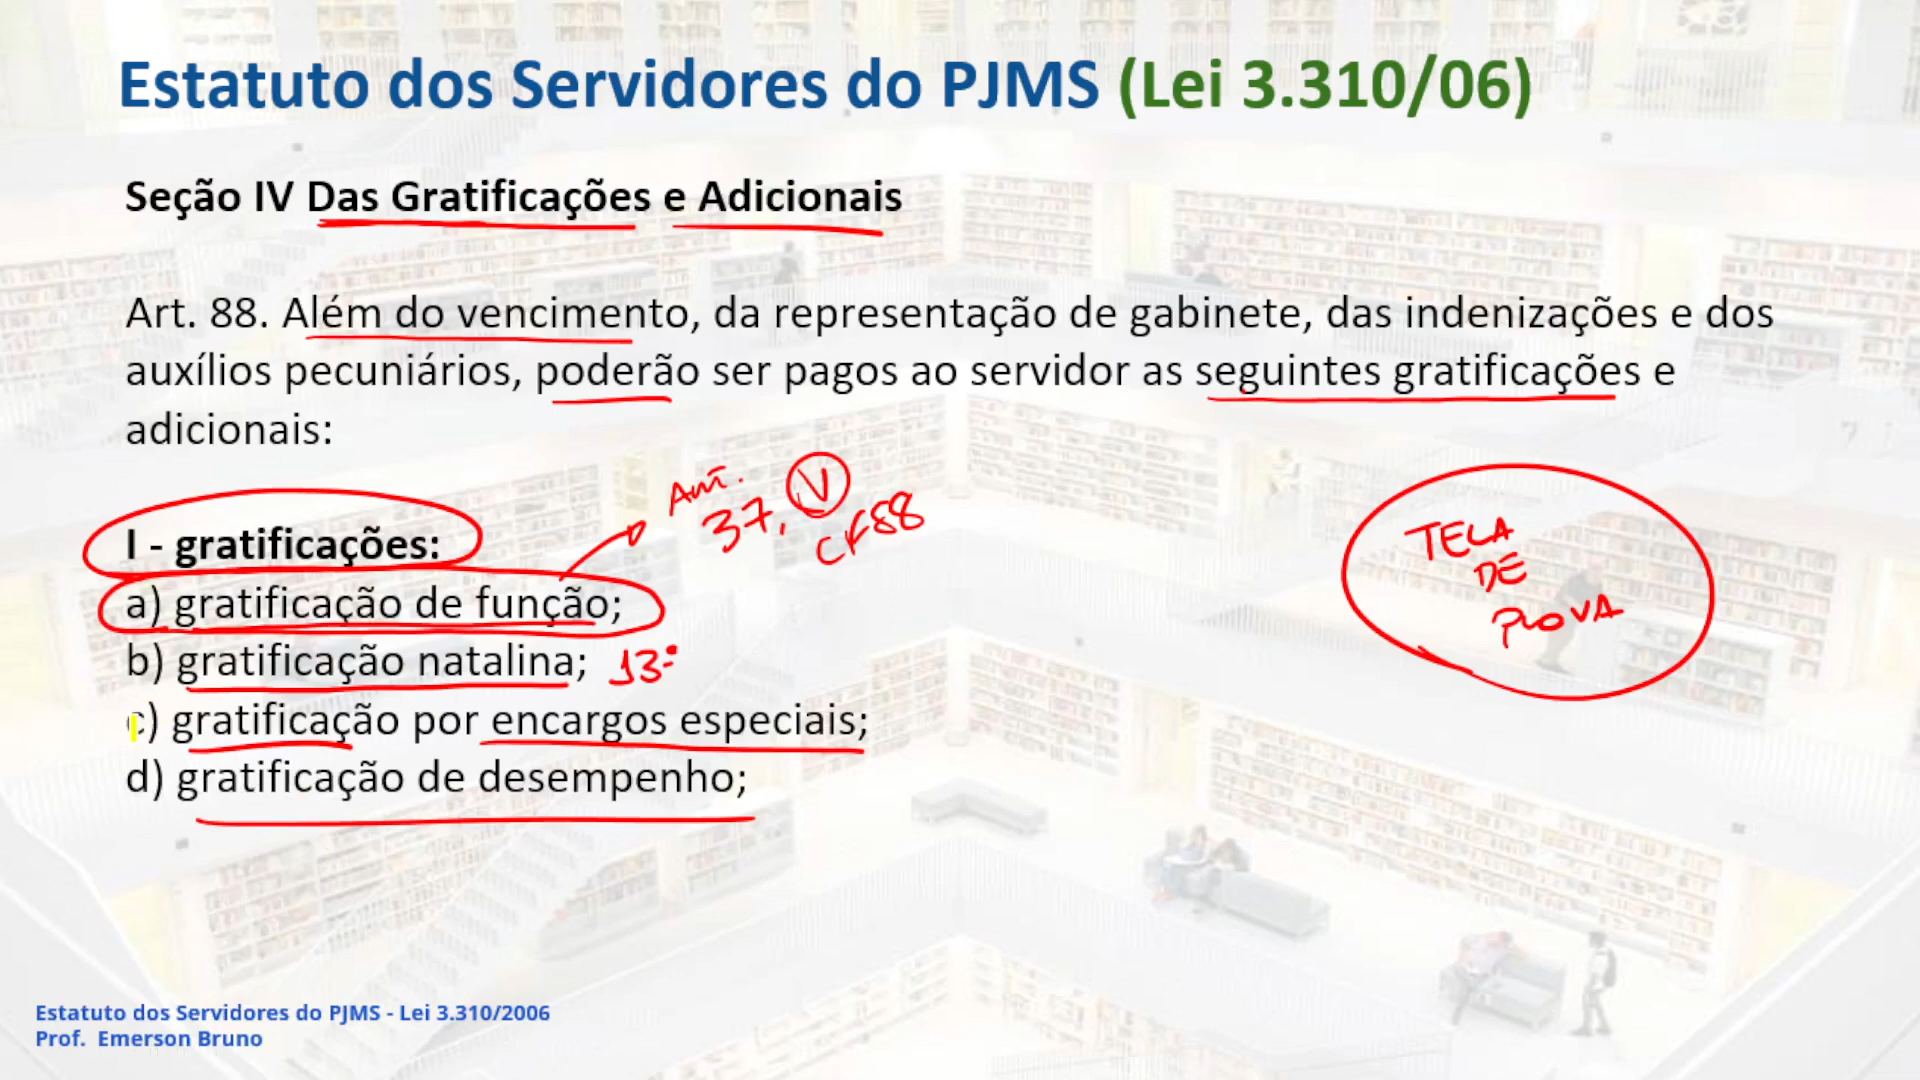 Estatuto dos Servidores do PJMS (Lei 3.310/06)
Seção IV Das Gratificações e Adicionais
Art. 88. Além do vencimento, da representação de gabinete, das indenizações e dos
auxílios pecuniários, poderão ser pagos ao servidor as seguintes gratificações e
adicionais:
I - gratificações:
a) gratificação de função;
37, V
CF88
b) gratificação natalina; 13º
c) gratificação por encargos especiais;
d) gratificação de desempenho;
TELA
DE
PROVA
Estatuto dos Servidores do PJMS - Lei 3.310/2006
Prof. Emerson Bruno